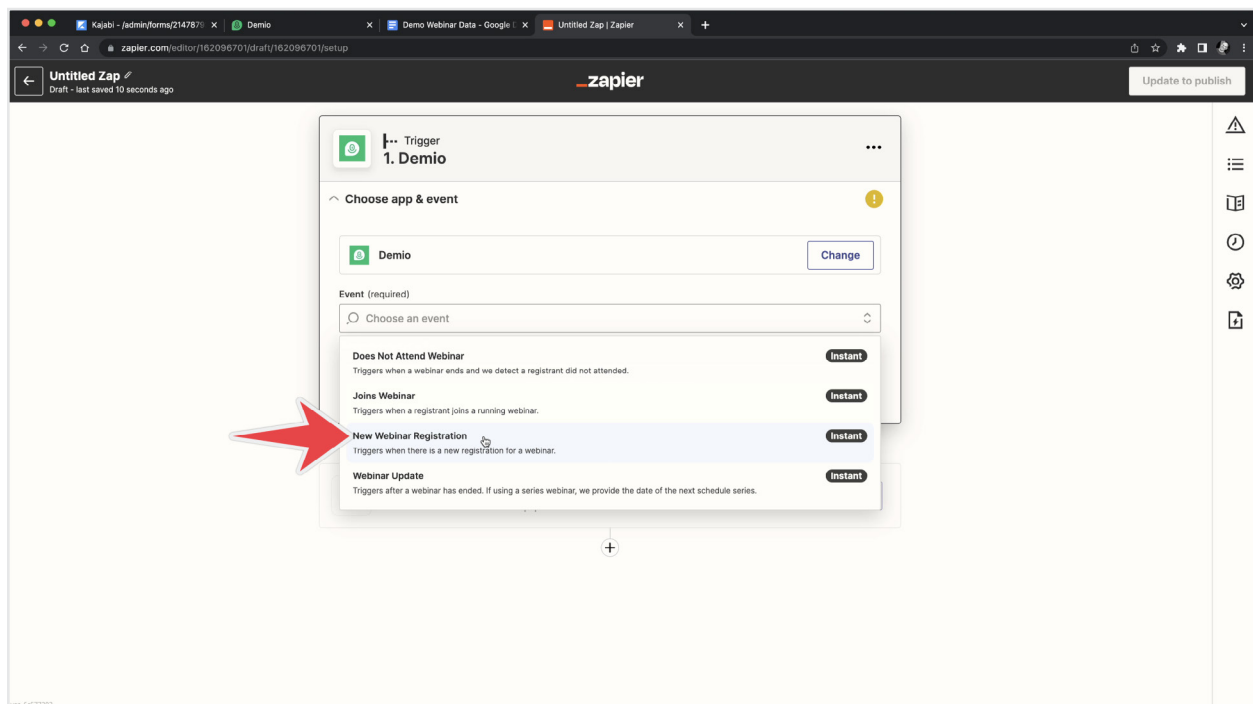 Kajabi - /admin/forms/2147879
Demio
Demo Webinar Data - Google
Untitled Zap | Zapier
zapier.com/editor/162096701/draft/162096701/setup
Untitled Zap
Draft - last saved 10 seconds ago
zapier
Update to publish
Trigger
1. Demio
Choose app & event
Demio
Change
Event (required)
Choose an event
Does Not Attend Webinar
Instant
Triggers when a webinar ends and we detect a registrant did not attended.
Joins Webinar
Instant
Triggers when a registrant joins a running webinar.
New Webinar Registration
Instant
Triggers when there is a new registration for a webinar.
Webinar Update
Instant
Triggers after a webinar has ended. If using a series webinar, we provide the date of the next schedule series.